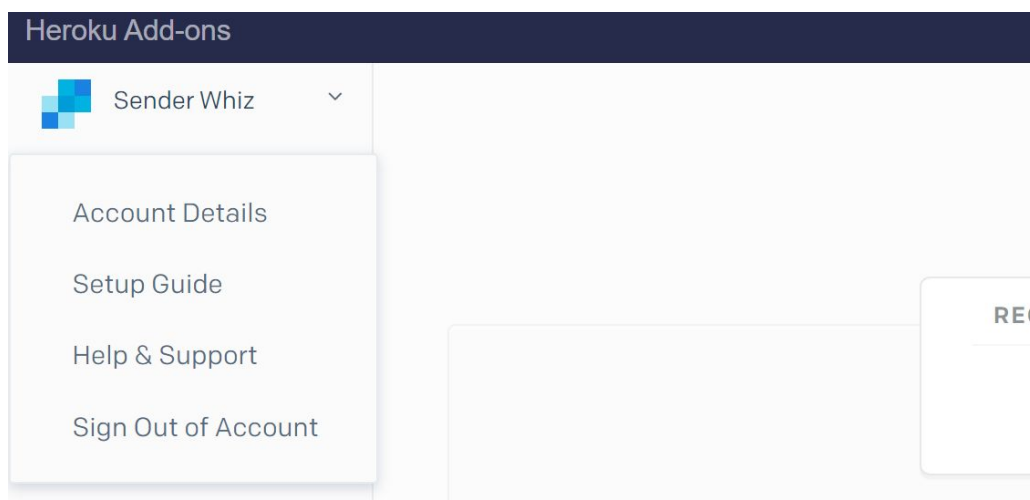 Heroku Add-ons
Sender Whiz
Account Details
Setup Guide
Help & Support
Sign Out of Account